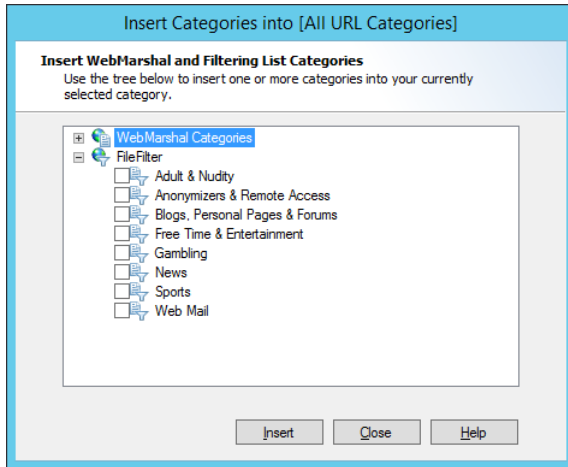 Insert Categories into [All URL Categories]
Insert WebMarshal and Filtering List Categories
Use the tree below to insert one or more categories into your currently
selected category.
WebMarshal Categories
FileFilter
Adult & Nudity
Anonymizers & Remote Access
Blogs, Personal Pages & Forums
Free Time & Entertainment
Gambling
News
Sports
Web Mail
Insert Close Help